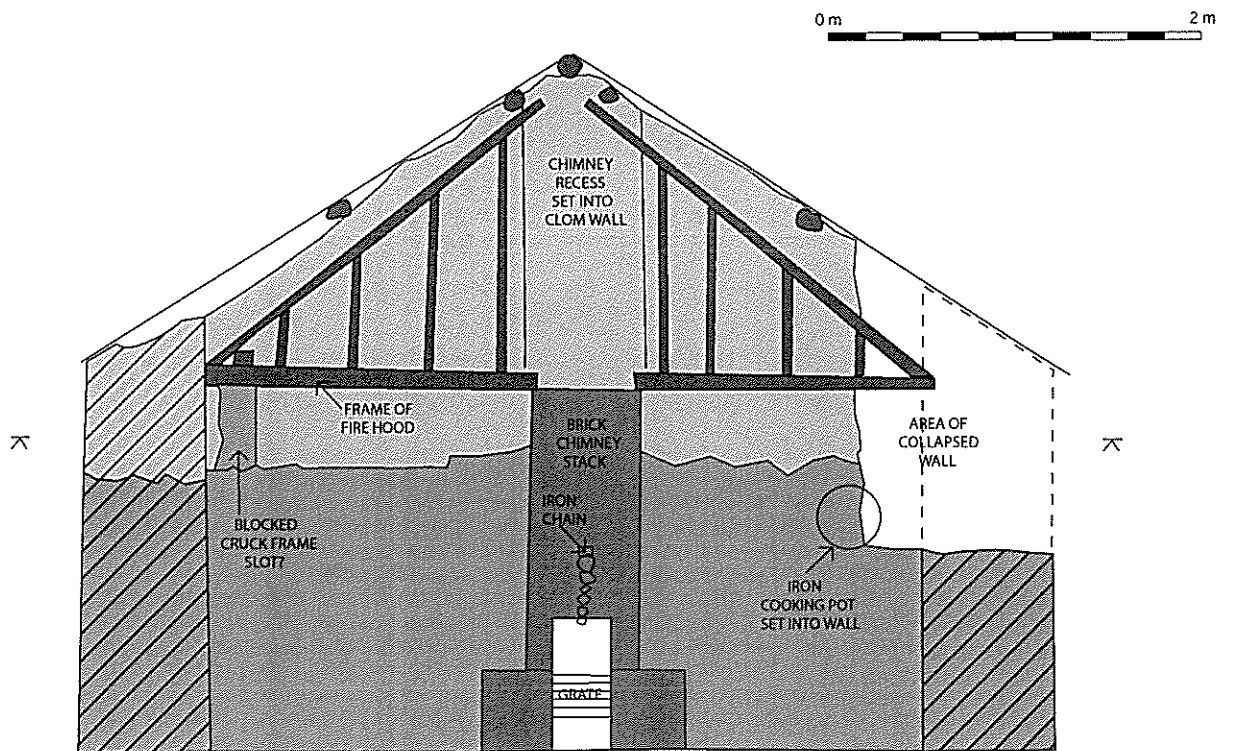 0 m 2 m
CHIMNEY
RECESS
SET INTO
CLOM WALL
FRAME OF
FIRE HOOD
BRICK
CHIMNEY
STACK
AREA OF
COLLAPSED
WALL
K
K
IRON
CHAIN
BLOCKED
CRUCK FRAME
SLOT?
IRON
COOKING POT
SET INTO WALL
GRATE